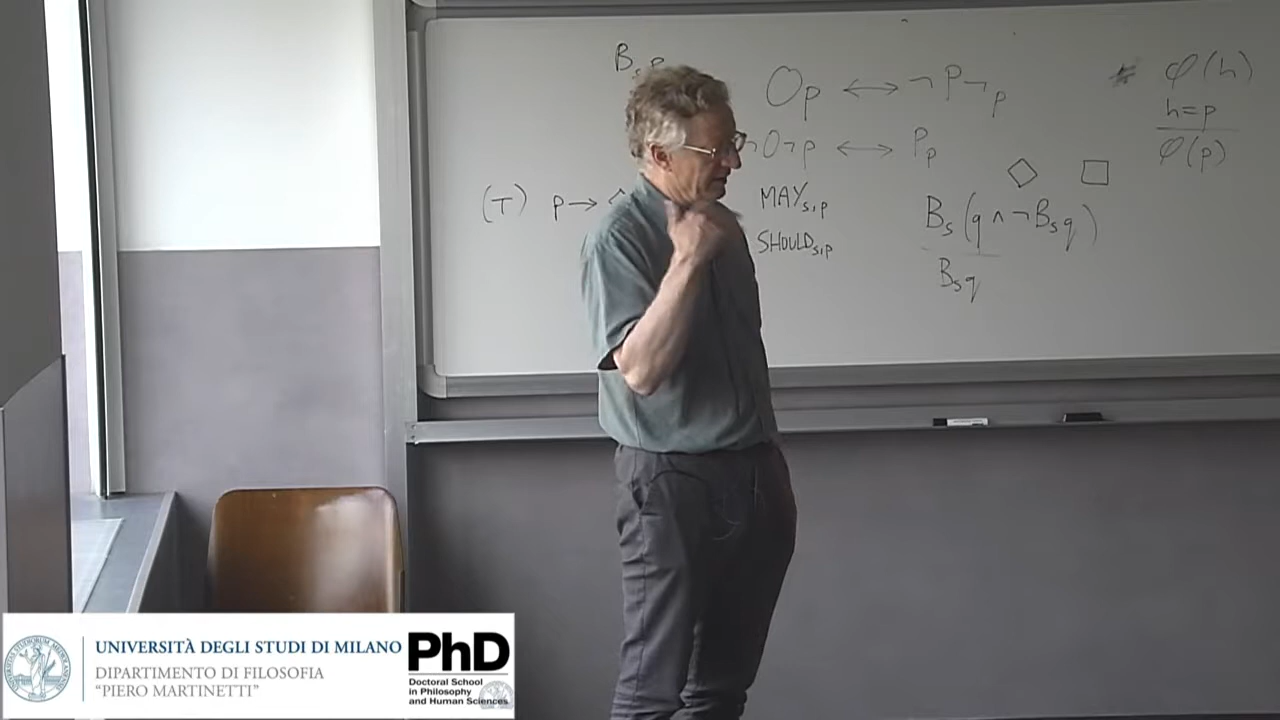 B_s p
Op ↔ ¬P¬p
¬O¬p ↔ Pp
(T) p →
MAY_s,p
SHOULD_s,p
◇ □
B_s(q ∧ ¬B_s q)
B_s q
φ(h)
h=p
φ(p)
UNIVERSITÀ DEGLI STUDI DI MILANO
DIPARTIMENTO DI FILOSOFIA
“PIERO MARTINETTI”
PhD
Doctoral School
in Philosophy
and Human Sciences